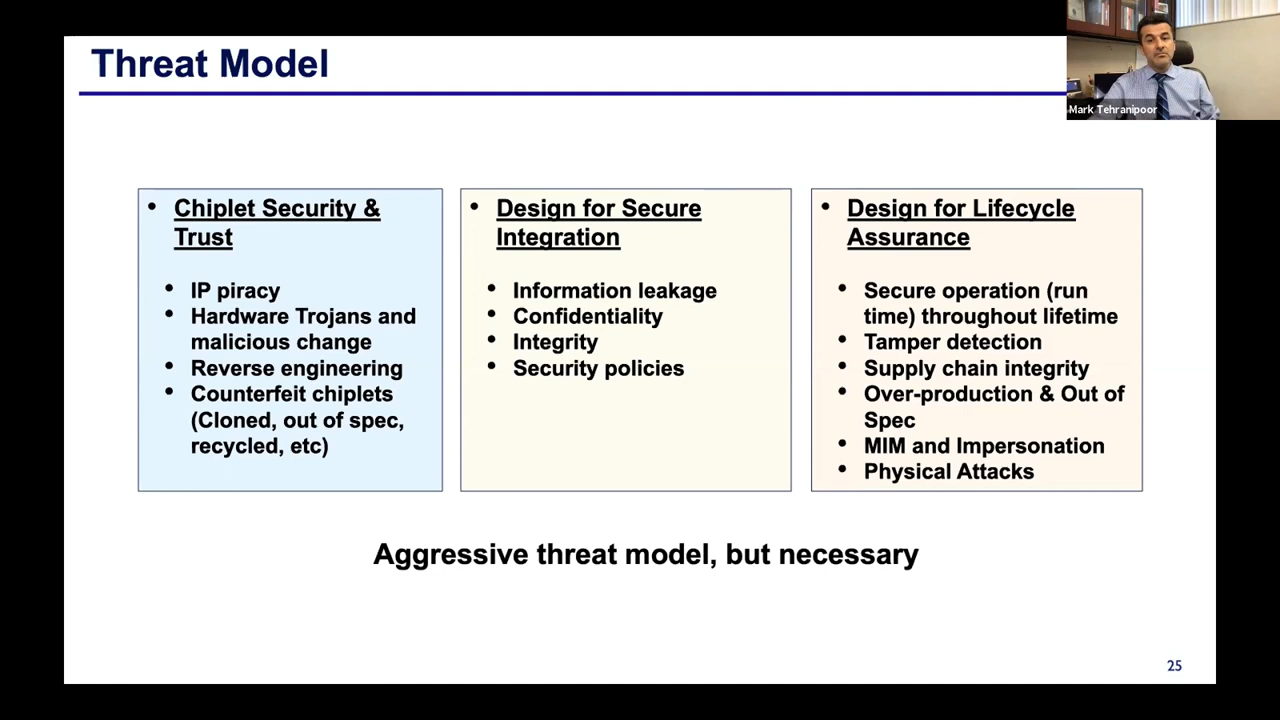 Threat Model
Mark Tehranipoor
• Chiplet Security &
Trust
• IP piracy
• Hardware Trojans and
malicious change
• Reverse engineering
• Counterfeit chiplets
(Cloned, out of spec,
recycled, etc)
• Design for Secure
Integration
• Information leakage
• Confidentiality
• Integrity
• Security policies
• Design for Lifecycle
Assurance
• Secure operation (run
time) throughout lifetime
• Tamper detection
• Supply chain integrity
• Over-production & Out of
Spec
• MIM and Impersonation
• Physical Attacks
Aggressive threat model, but necessary
25